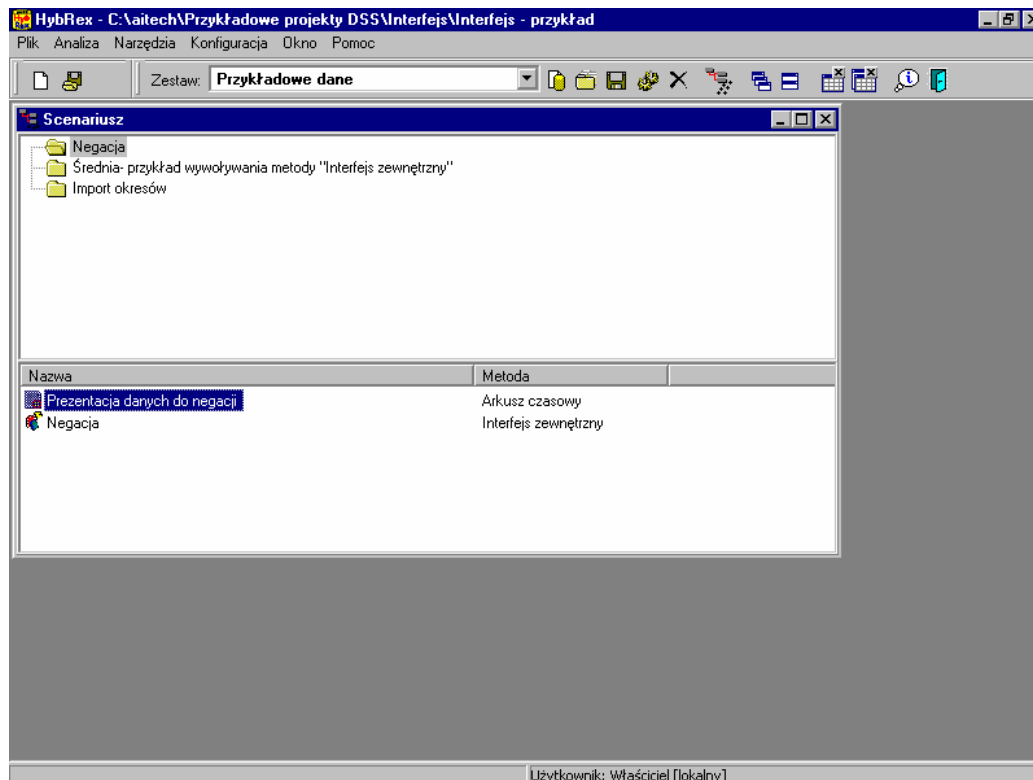 HybRex - C:\aitech\Przykładowe projekty DSS\Interfejs\Interfejs - przykład
Plik Analiza Narzędzia Konfiguracja Okno Pomoc
Zestaw: Przykładowe dane
Scenariusz
Negacja
Średnia- przykład wywoływania metody "Interfejs zewnętrzny"
Import okresów
Nazwa Metoda
Prezentacja danych do negacji Arkusz czasowy
Negacja Interfejs zewnętrzny
Użytkownik: Właściciel [lokalny]